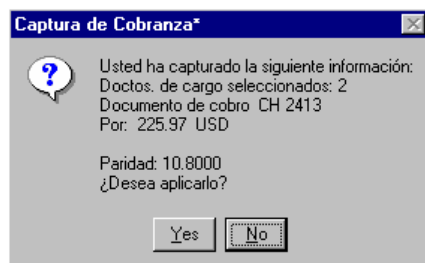 Captura de Cobranza*
Usted ha capturado la siguiente información:
Doctos. de cargo seleccionados: 2
Documento de cobro  CH 2413
Por:  225.97  USD
Paridad: 10.8000
¿Desea aplicarlo?
Yes
No